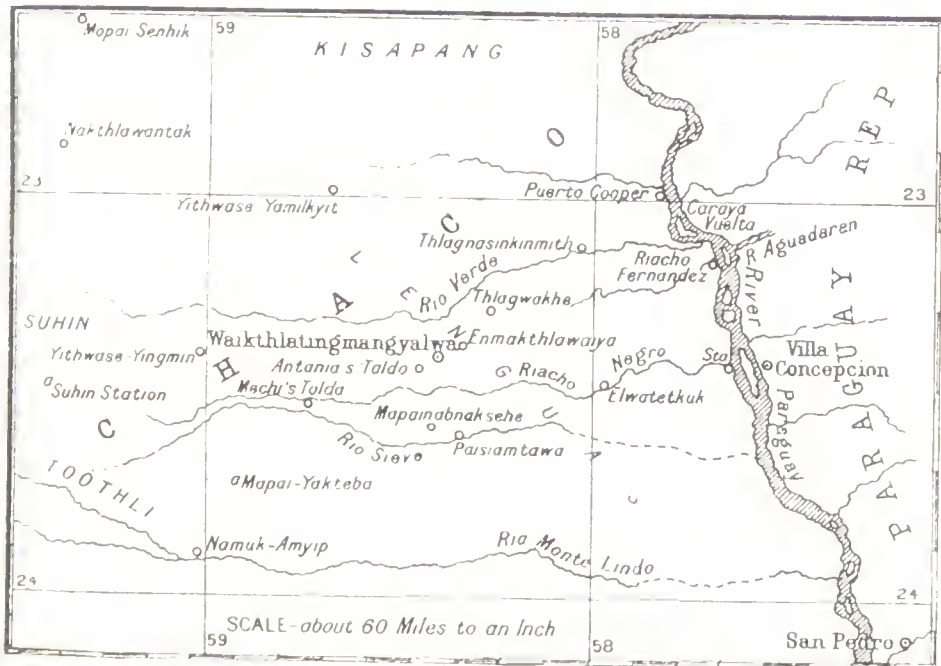 59
58
Mopai Senhik
KISAPANG
Nakthlawantak
23
23
Puerto Cooper
Yithwase Yamilkyit
Caraya
Vuelta
Thlagnasinkinmith
R Aguadaren
Riacho
Fernandez
Rio Verde
Thlagwakhe
River
Paraguay
SUHIN
Waikthlatingmangyalwa
Enmakthlawaiya
Yithwase-Yingmin
Antania s Taldo
Riacho Negro
Sta
Villa
Concepcion
Suhin Station
Machi's Tolda
Elwatetkuk
Mapainabnaksehe
Rio Sievo
Paisiamtawa
CHACO
LENGUA
PARAGUAY REP
TOOTHLI
Mapai-Yakteba
Namuk-Amyip
Rio Monte Lindo
24
24
SCALE-about 60 Miles to an Inch
59
58
San Pedro